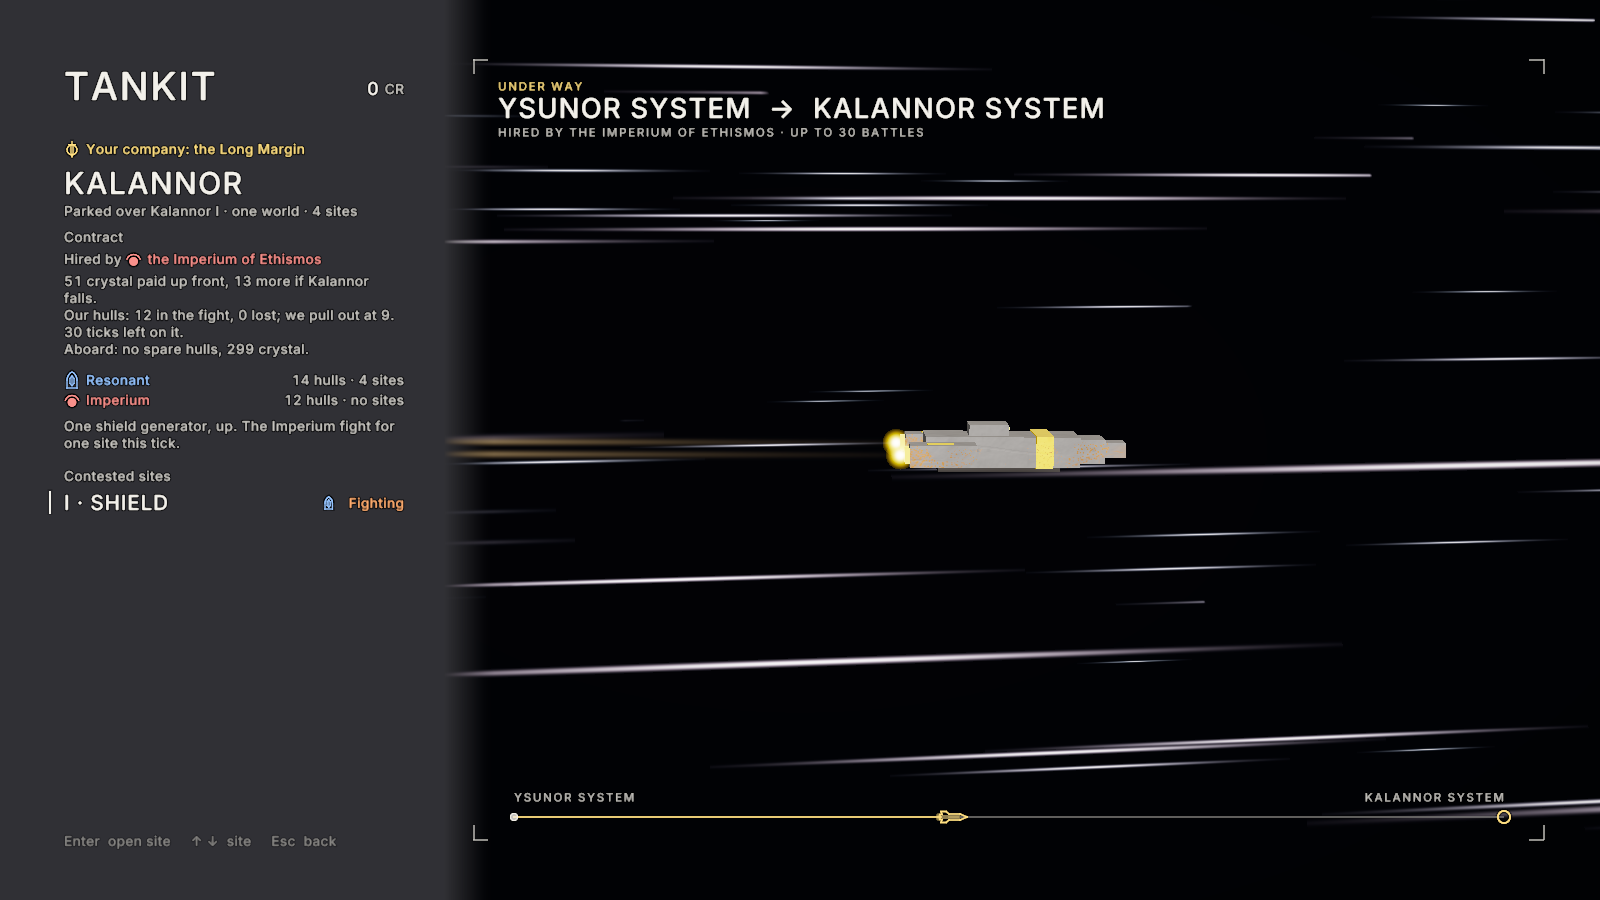 TANKIT
0 CR
Your company: the Long Margin
KALANNOR
Parked over Kalannor I · one world · 4 sites
Contract
Hired by the Imperium of Ethismos
51 crystal paid up front, 13 more if Kalannor
falls.
Our hulls: 12 in the fight, 0 lost; we pull out at 9.
30 ticks left on it.
Aboard: no spare hulls, 299 crystal.
Resonant 14 hulls · 4 sites
Imperium 12 hulls · no sites
One shield generator, up. The Imperium fight for
one site this tick.
Contested sites
I · SHIELD Fighting
Enter open site ↑ ↓ site Esc back
UNDER WAY
YSUNOR SYSTEM → KALANNOR SYSTEM
HIRED BY THE IMPERIUM OF ETHISMOS · UP TO 30 BATTLES
YSUNOR SYSTEM
KALANNOR SYSTEM